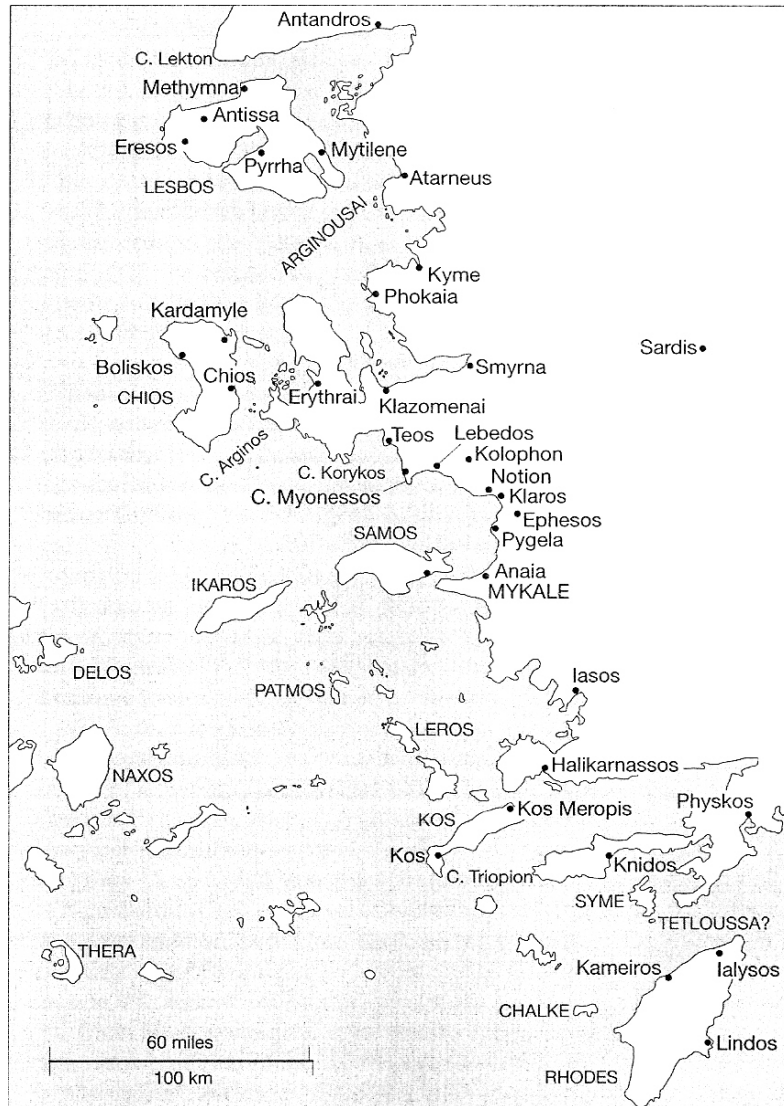 Antandros
C. Lekton
Methymna
Antissa
Eresos
Pyrrha
Mytilene
LESBOS
Atarneus
ARGINOUSAI
Kyme
Phokaia
Kardamyle
Sardis
Boliskos
Smyrna
Chios
CHIOS
Erythrai
Klazomenai
Teos
Lebedos
C. Arginos
Kolophon
C. Korykos
Notion
C. Myonessos
Klaros
Ephesos
SAMOS
Pygela
Anaia
IKAROS
MYKALE
DELOS
Iasos
PATMOS
LEROS
NAXOS
Halikarnassos
KOS
Kos Meropis
Physkos
Kos
C. Triopion
Knidos
SYME
TETLOUSSA?
THERA
Kameiros
Ialysos
CHALKE
60 miles
Lindos
100 km
RHODES